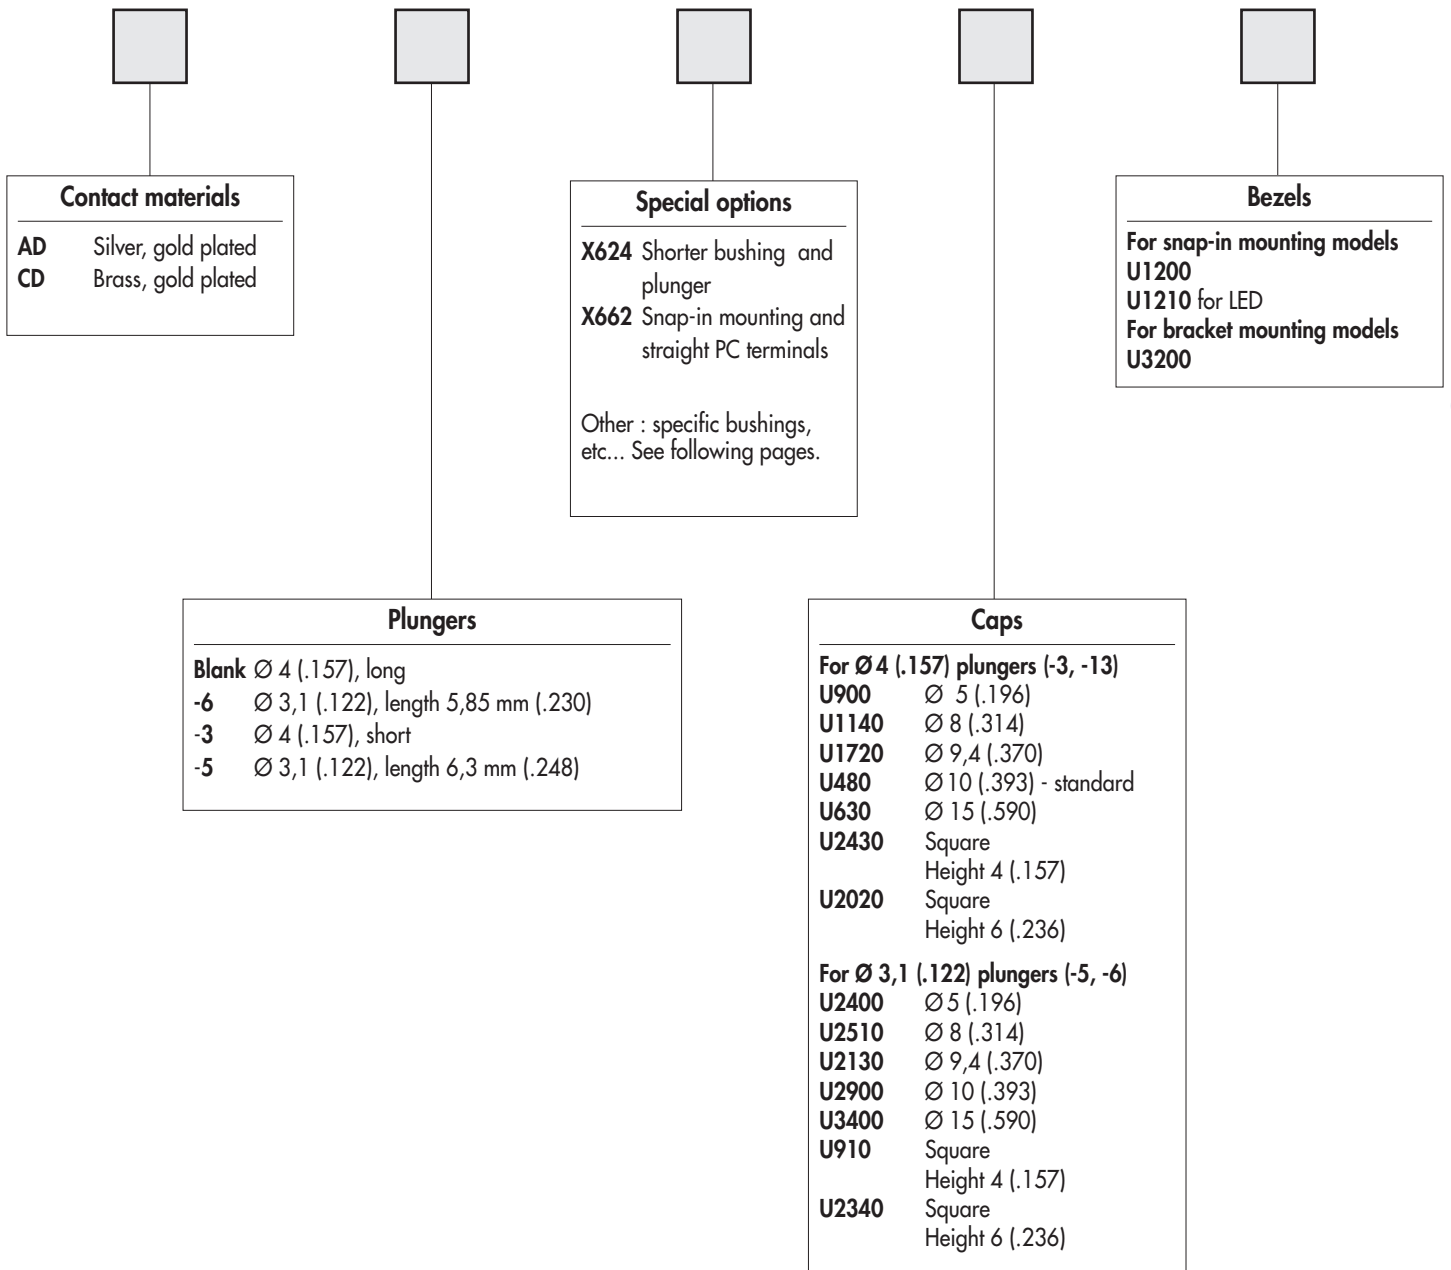 Contact materials
AD Silver, gold plated
CD Brass, gold plated
Special options
X624 Shorter bushing and
plunger
X662 Snap-in mounting and
straight PC terminals
Other : specific bushings,
etc... See following pages.
Bezels
For snap-in mounting models
U1200
U1210 for LED
For bracket mounting models
U3200
Plungers
Blank Ø 4 (.157), long
-6 Ø 3,1 (.122), length 5,85 mm (.230)
-3 Ø 4 (.157), short
-5 Ø 3,1 (.122), length 6,3 mm (.248)
Caps
For Ø 4 (.157) plungers (-3, -13)
U900 Ø 5 (.196)
U1140 Ø 8 (.314)
U1720 Ø 9,4 (.370)
U480 Ø 10 (.393) - standard
U630 Ø 15 (.590)
U2430 Square
Height 4 (.157)
U2020 Square
Height 6 (.236)
For Ø 3,1 (.122) plungers (-5, -6)
U2400 Ø 5 (.196)
U2510 Ø 8 (.314)
U2130 Ø 9,4 (.370)
U2900 Ø 10 (.393)
U3400 Ø 15 (.590)
U910 Square
Height 4 (.157)
U2340 Square
Height 6 (.236)